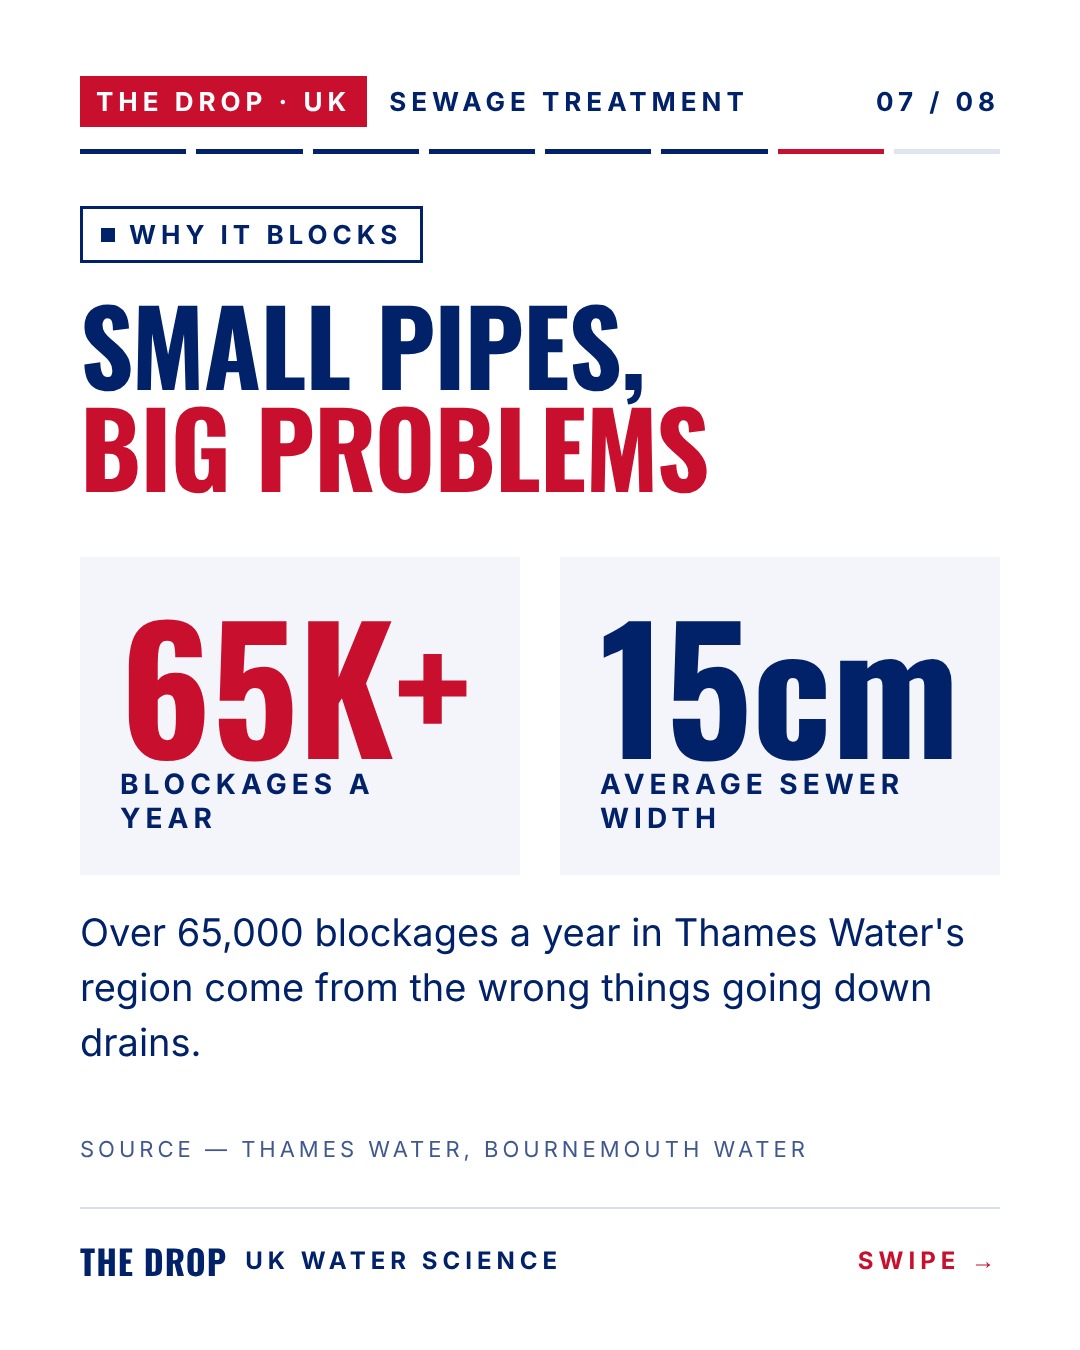 THE DROP · UK SEWAGE TREATMENT 07 / 08
WHY IT BLOCKS
SMALL PIPES,
BIG PROBLEMS
65K+
BLOCKAGES A
YEAR
15cm
AVERAGE SEWER
WIDTH
Over 65,000 blockages a year in Thames Water's
region come from the wrong things going down
drains.
SOURCE — THAMES WATER, BOURNEMOUTH WATER
THE DROP UK WATER SCIENCE SWIPE →